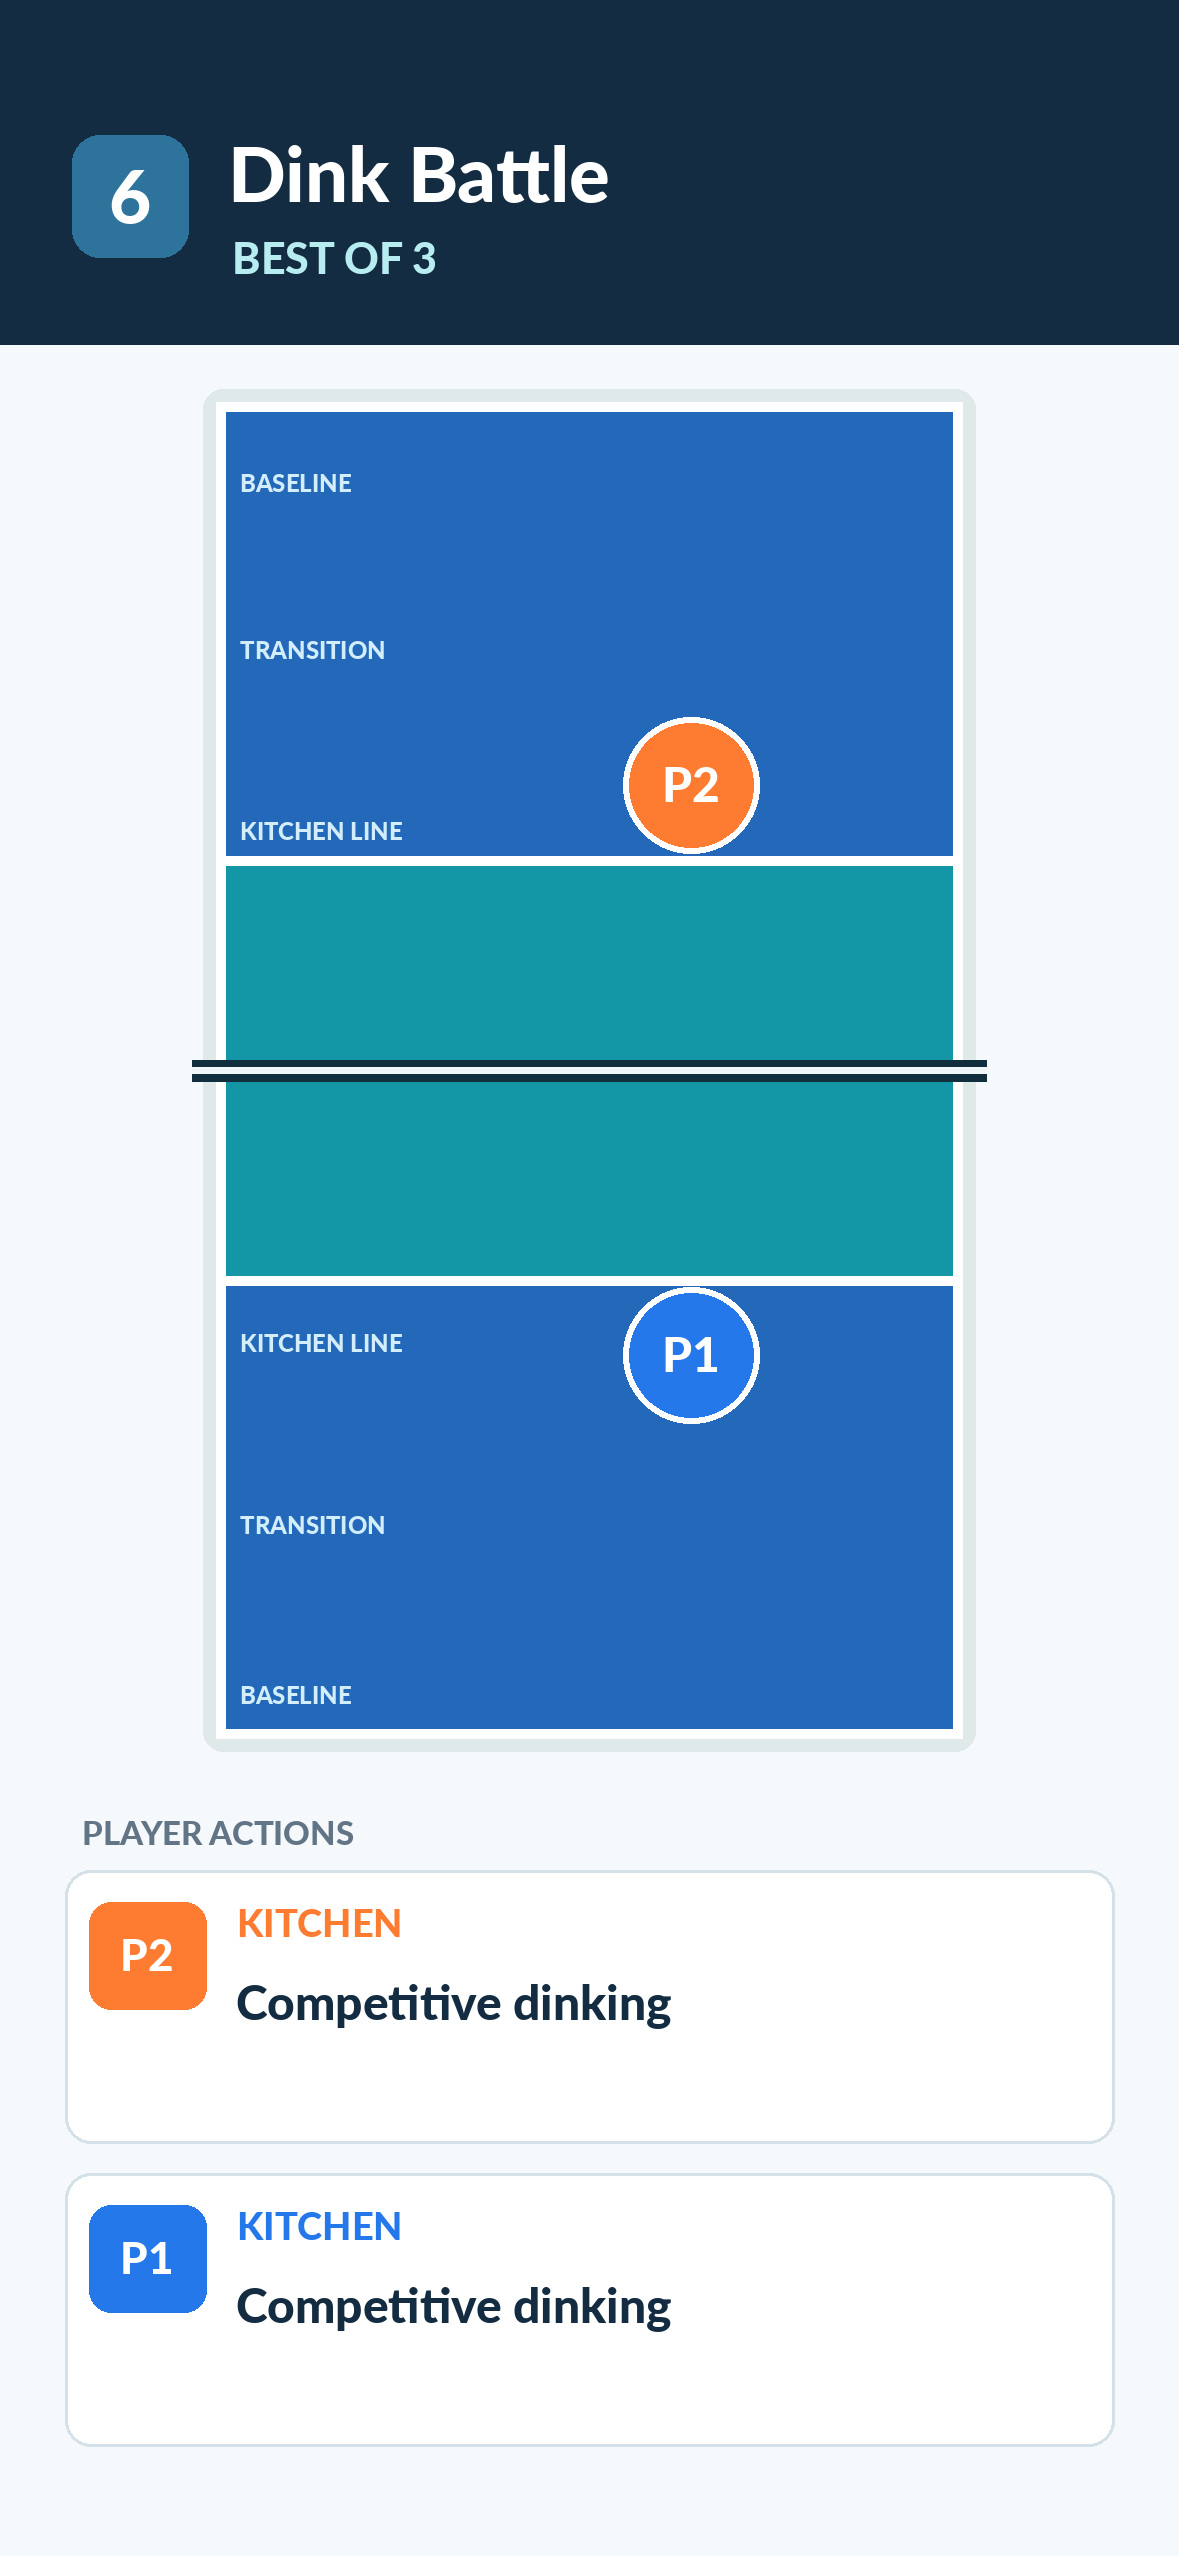 6
Dink Battle
BEST OF 3
BASELINE
TRANSITION
P2
KITCHEN LINE
KITCHEN LINE
P1
TRANSITION
BASELINE
PLAYER ACTIONS
P2
KITCHEN
Competitive dinking
P1
KITCHEN
Competitive dinking